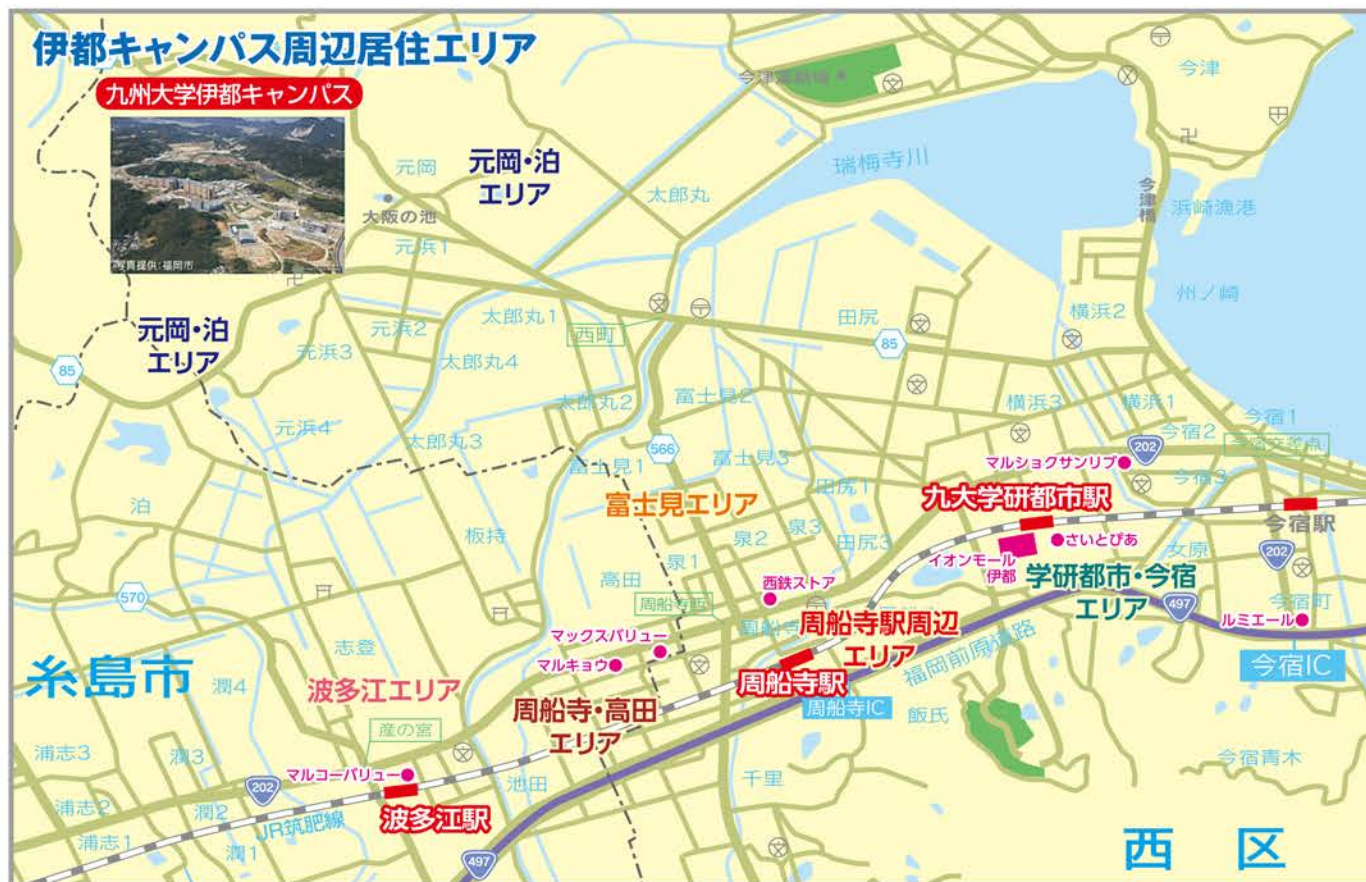 伊都キャンパス周辺居住エリア
九州大学伊都キャンパス
写真提供:福岡市
元岡
元岡・泊
エリア
太郎丸
大阪の池
元浜1
瑞梅寺川
今津
今津橋
浜崎漁港
州ノ崎
元岡・泊
エリア
85
元浜2
元浜3
元浜4
太郎丸1
太郎丸4
太郎丸2
太郎丸3
西町
田尻
85
横浜2
横浜3
横浜1
今宿1
今宿2
今宿交差点
今宿3
202
マルショクサンリブ
富士見2
566
富士見3
富士見1
富士見エリア
田尻1
田尻3
九大学研都市駅
今宿駅
さいとぴあ
イオンモール
伊都
女原
202
学研都市・今宿
エリア
497
今宿町
ルミエール
今宿IC
泊
板持
570
泉3
泉2
泉1
高田
西鉄ストア
マックスバリュー
マルキョウ
周船寺駅周辺
エリア
周船寺駅
周船寺IC
福岡前原道路
飯氏
今宿青木
糸島市
志登
潤4
波多江エリア
産の宮
周船寺・高田
エリア
浦志3
潤3
マルコーバリュー
202
池田
千里
浦志2
潤2
JR筑肥線
波多江駅
浦志1
潤1
497
西区